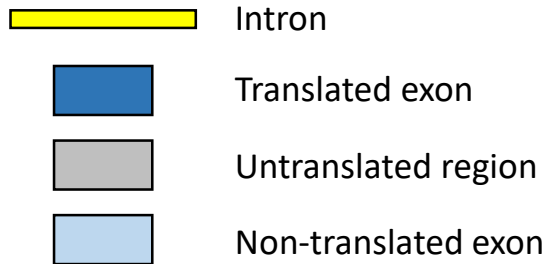 Intron
Translated exon
Untranslated region
Non-translated exon